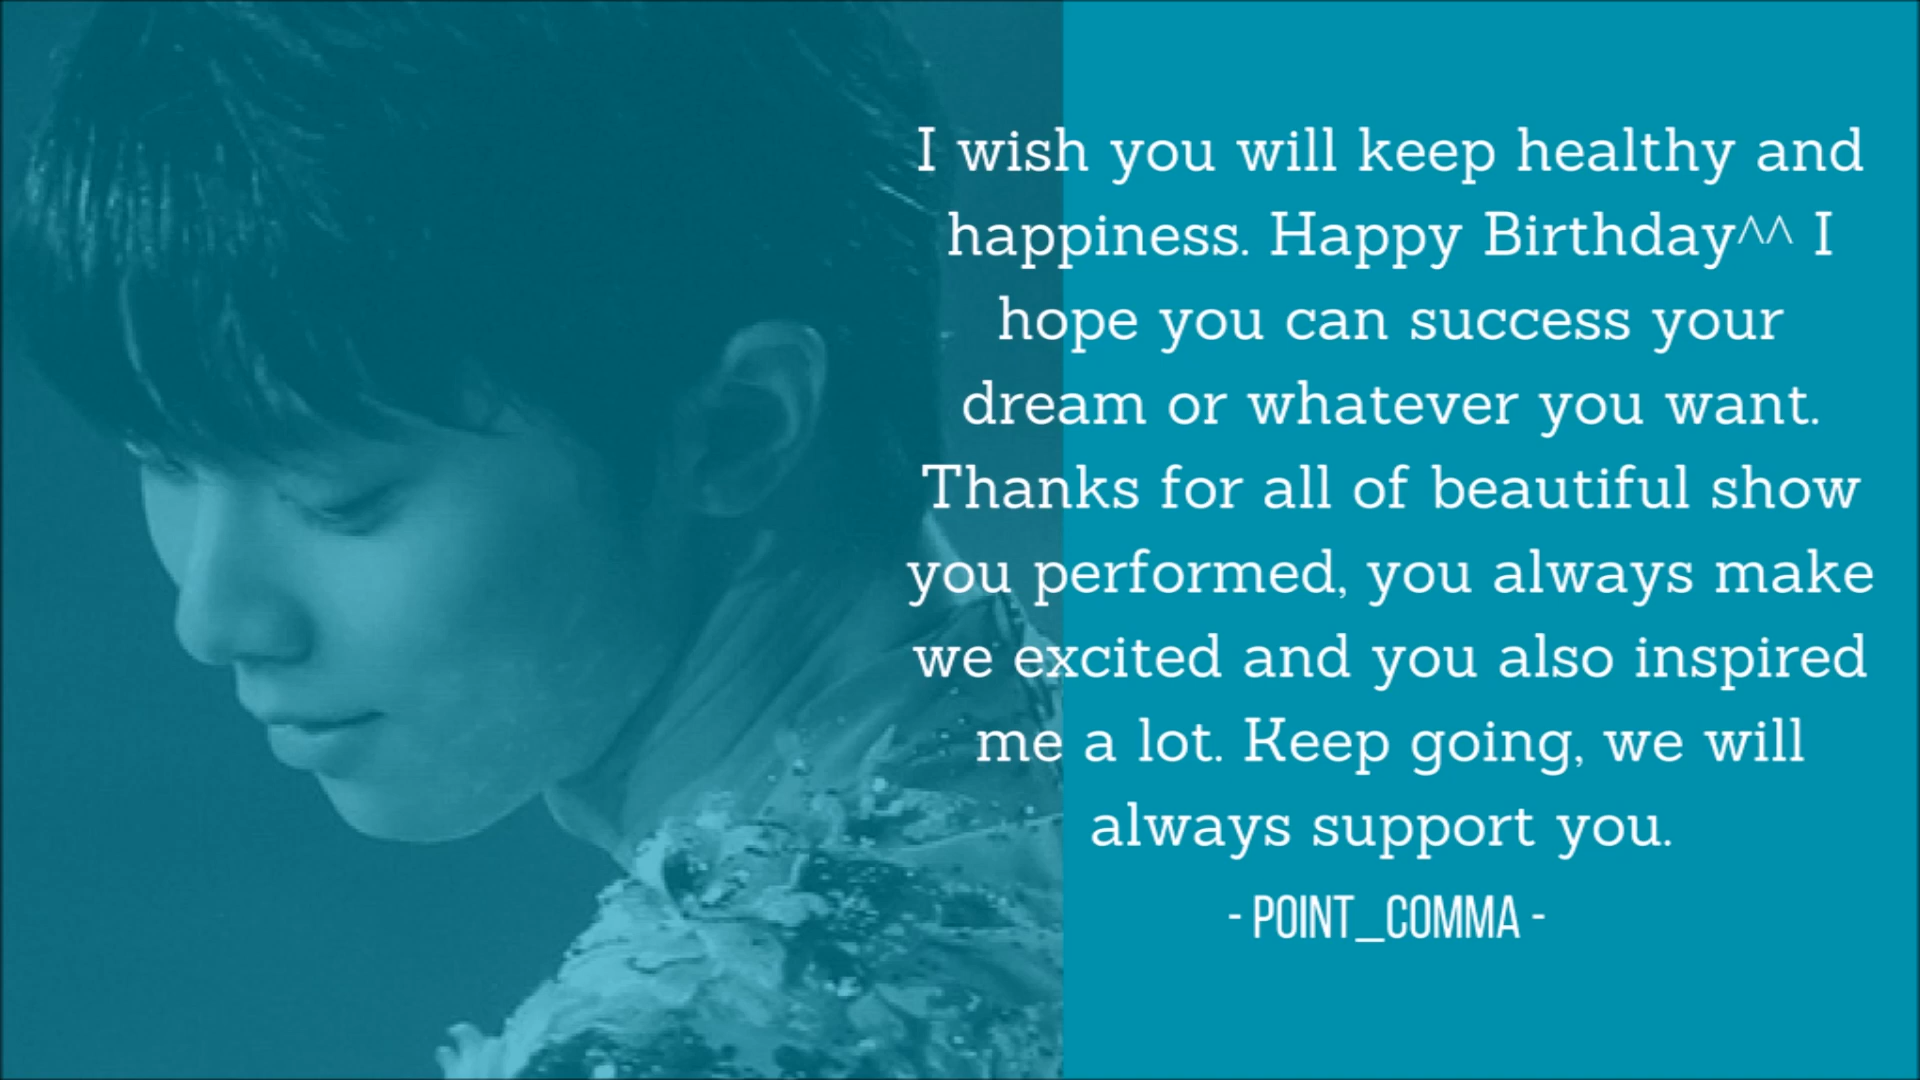 I wish you will keep healthy and
happiness. Happy Birthday^^ I
hope you can success your
dream or whatever you want.
Thanks for all of beautiful show
you performed, you always make
we excited and you also inspired
me a lot. Keep going, we will
always support you.
- POINT_COMMA -